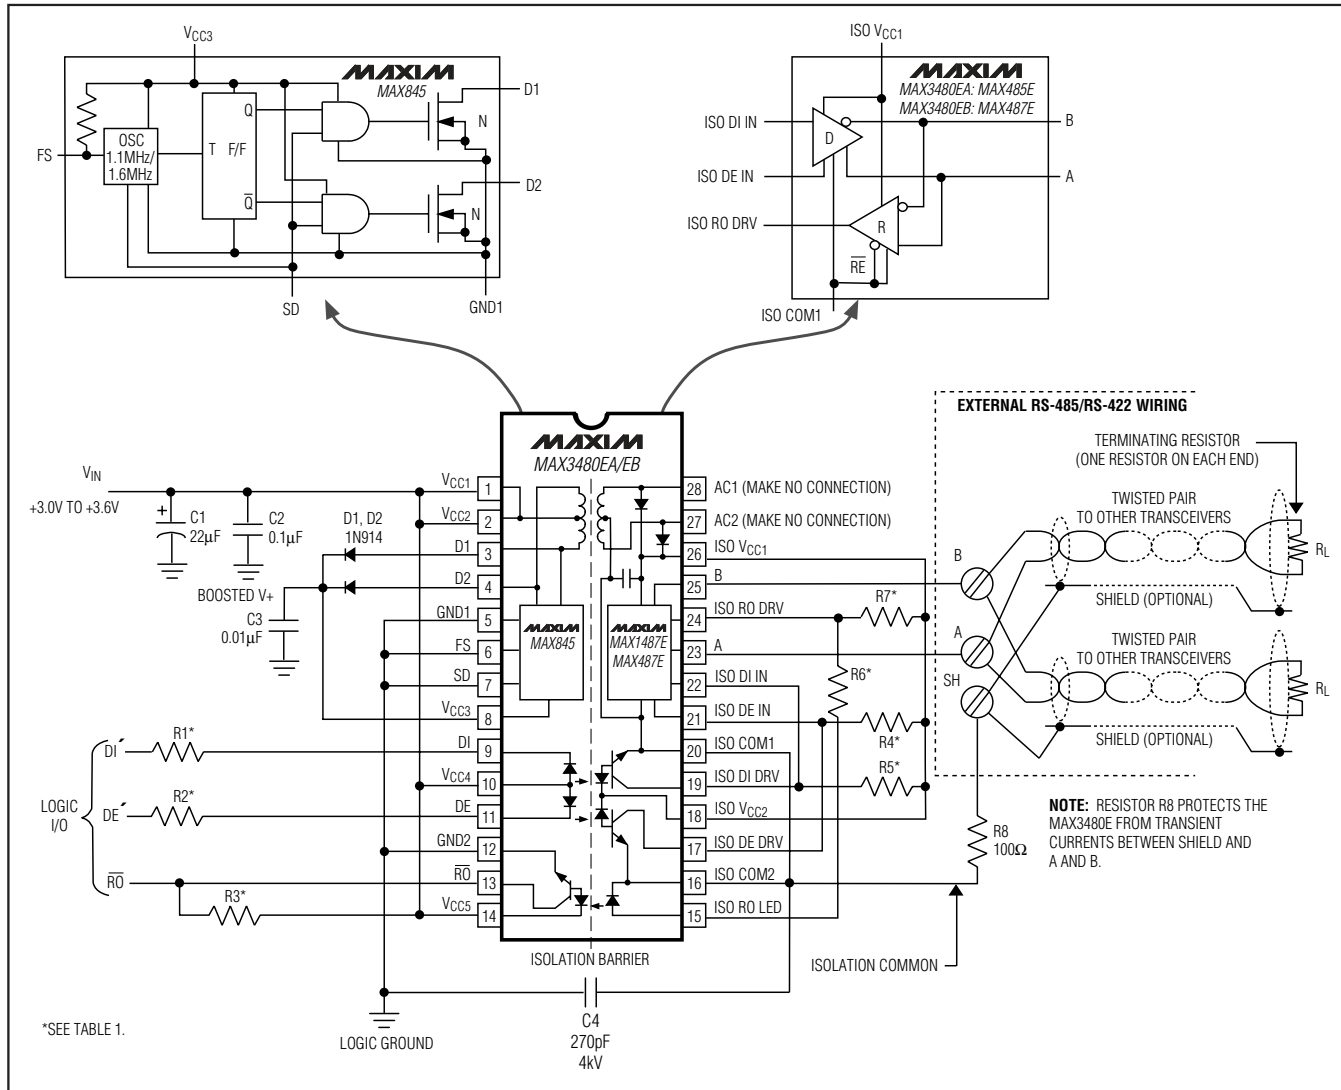 VCC3
MAXIM
MAX845
D1
Q
N
OSC
1.1MHz/
1.6MHz
T F/F
FS
D2
Q̅
N
SD
GND1
ISO VCC1
MAXIM
MAX3480EA: MAX485E
MAX3480EB: MAX487E
ISO DI IN
B
D
ISO DE IN
A
ISO RO DRV
R
R̅E̅
ISO COM1
EXTERNAL RS-485/RS-422 WIRING
TERMINATING RESISTOR
(ONE RESISTOR ON EACH END)
MAXIM
MAX3480EA/EB
VIN
+3.0V TO +3.6V
+
C1
22µF
C2
0.1µF
D1, D2
1N914
BOOSTED V+
C3
0.01µF
VCC1
1
VCC2
2
D1
3
D2
4
GND1
5
FS
6
SD
7
VCC3
8
DI
9
VCC4
10
DE
11
GND2
12
R̅O̅
13
VCC5
14
MAXIM
MAX845
MAXIM
MAX1487E
MAX487E
28
AC1 (MAKE NO CONNECTION)
27
AC2 (MAKE NO CONNECTION)
26
ISO VCC1
25
B
24
ISO RO DRV
23
A
22
ISO DI IN
21
ISO DE IN
20
ISO COM1
19
ISO DI DRV
18
ISO VCC2
17
ISO DE DRV
16
ISO COM2
15
ISO RO LED
R7*
R6*
R4*
R5*
B
A
SH
TWISTED PAIR
TO OTHER TRANSCEIVERS
RL
SHIELD (OPTIONAL)
TWISTED PAIR
TO OTHER TRANSCEIVERS
RL
SHIELD (OPTIONAL)
R8
100Ω
NOTE: RESISTOR R8 PROTECTS THE
MAX3480E FROM TRANSIENT
CURRENTS BETWEEN SHIELD AND
A AND B.
LOGIC
I/O
DI´
R1*
DE´
R2*
R̅O̅
R3*
ISOLATION BARRIER
ISOLATION COMMON
C4
270pF
4kV
LOGIC GROUND
*SEE TABLE 1.